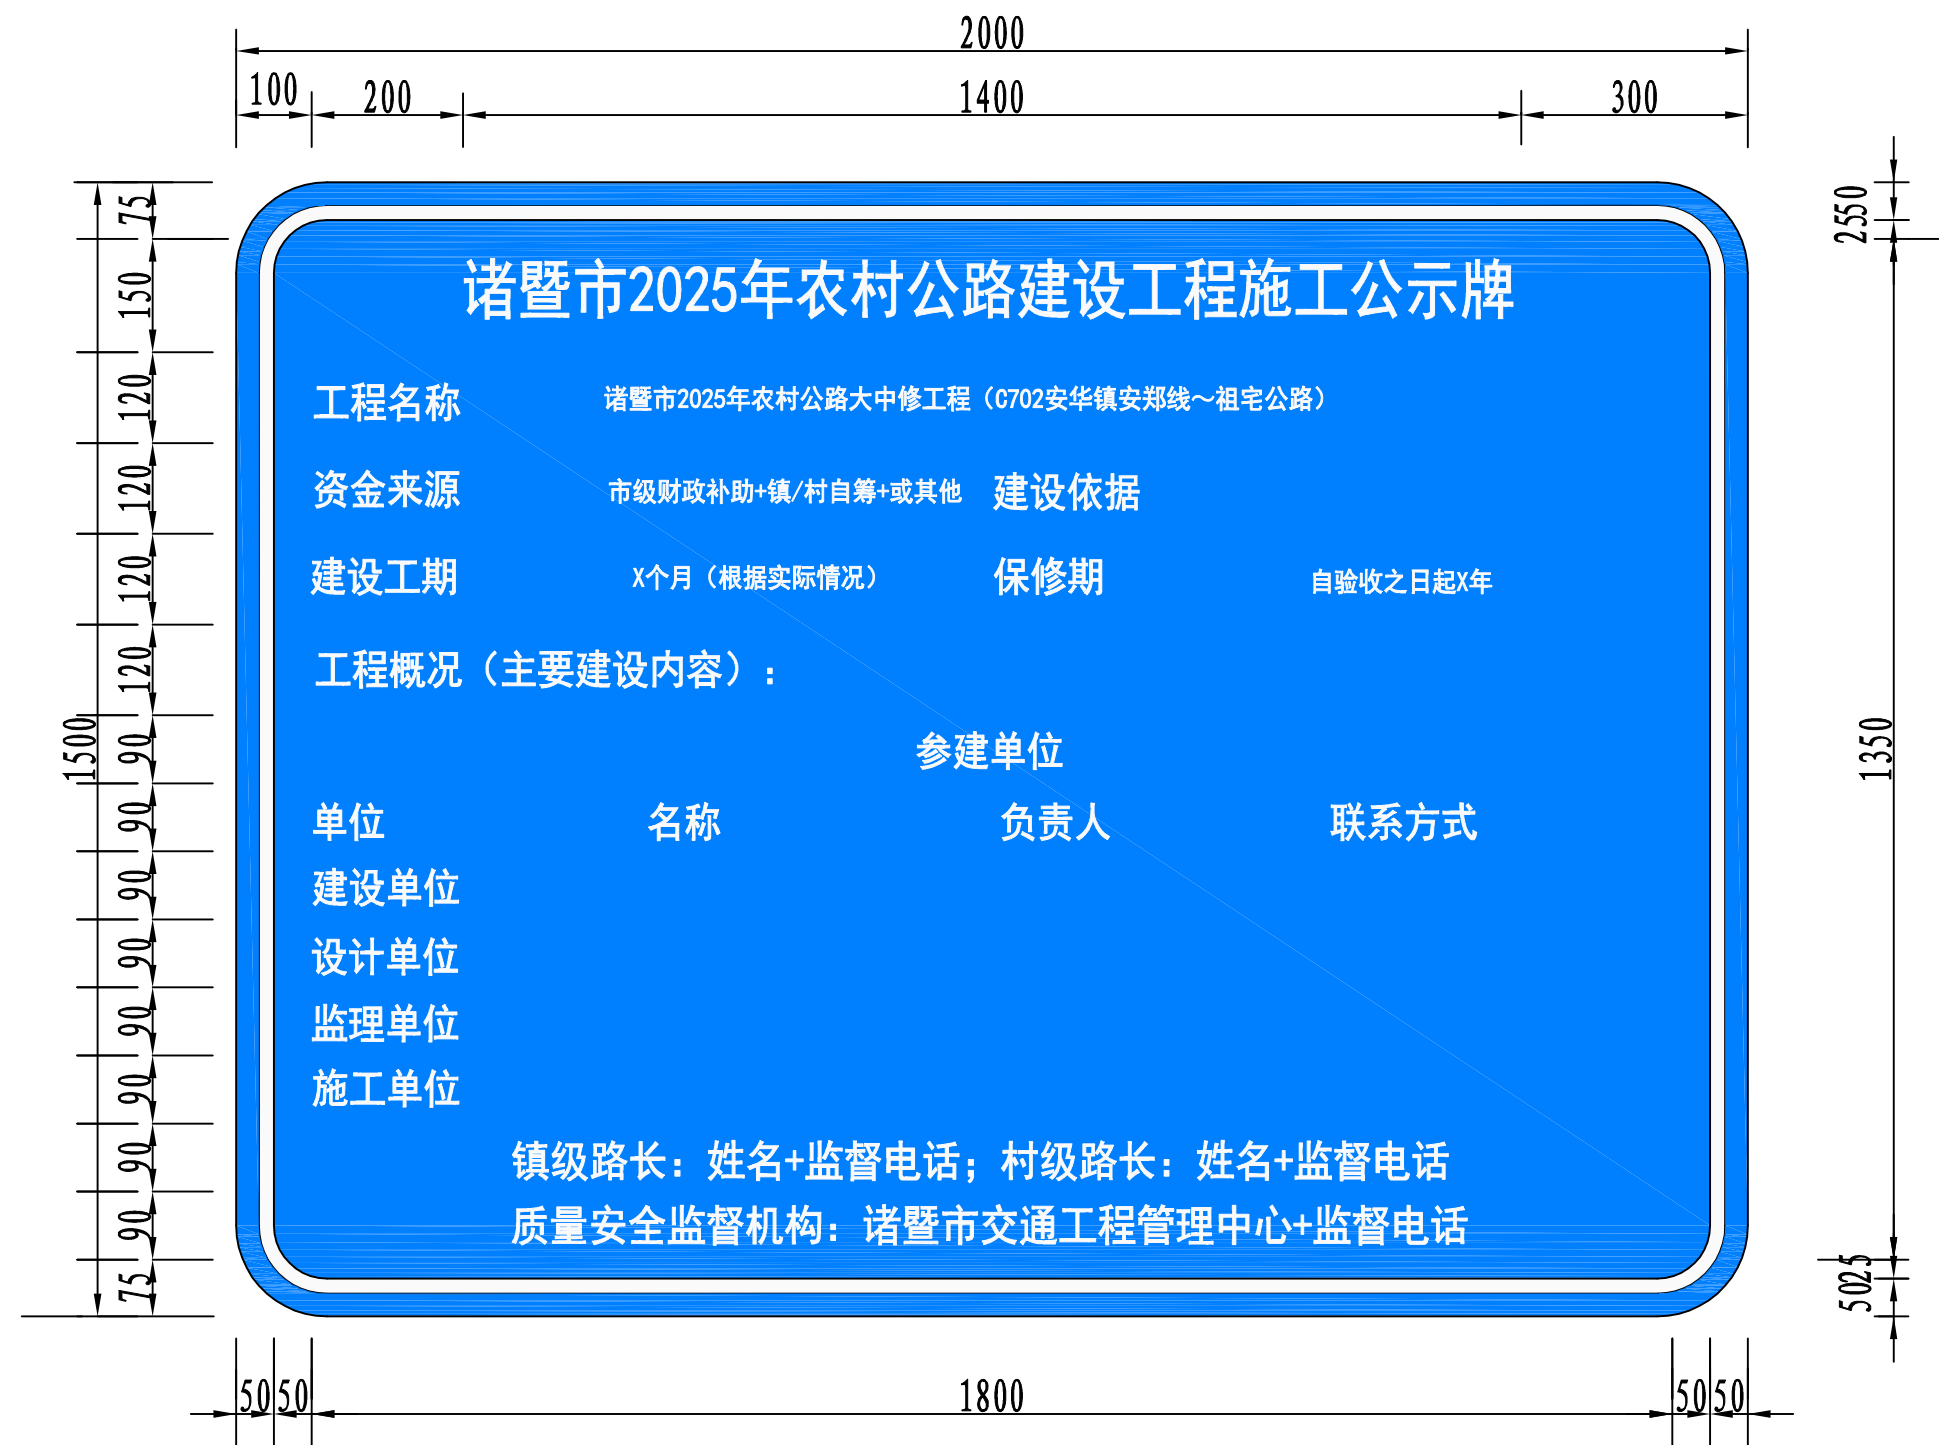 2000
100 200 1400 300
诸暨市2025年农村公路建设工程施工公示牌
工程名称 诸暨市2025年农村公路大中修工程（C702安华镇安郑线～祖宅公路）
资金来源 市级财政补助+镇/村自筹+或其他 建设依据
建设工期 X个月（根据实际情况） 保修期 自验收之日起X年
工程概况（主要建设内容）：
参建单位
单位 名称 负责人 联系方式
建设单位
设计单位
监理单位
施工单位
镇级路长：姓名+监督电话；村级路长：姓名+监督电话
质量安全监督机构：诸暨市交通工程管理中心+监督电话
75
150
120
120
120
120
90
90
90
90
90
90
90
90
75
1500
50
25
1350
25
50
50 50 1800 50 50